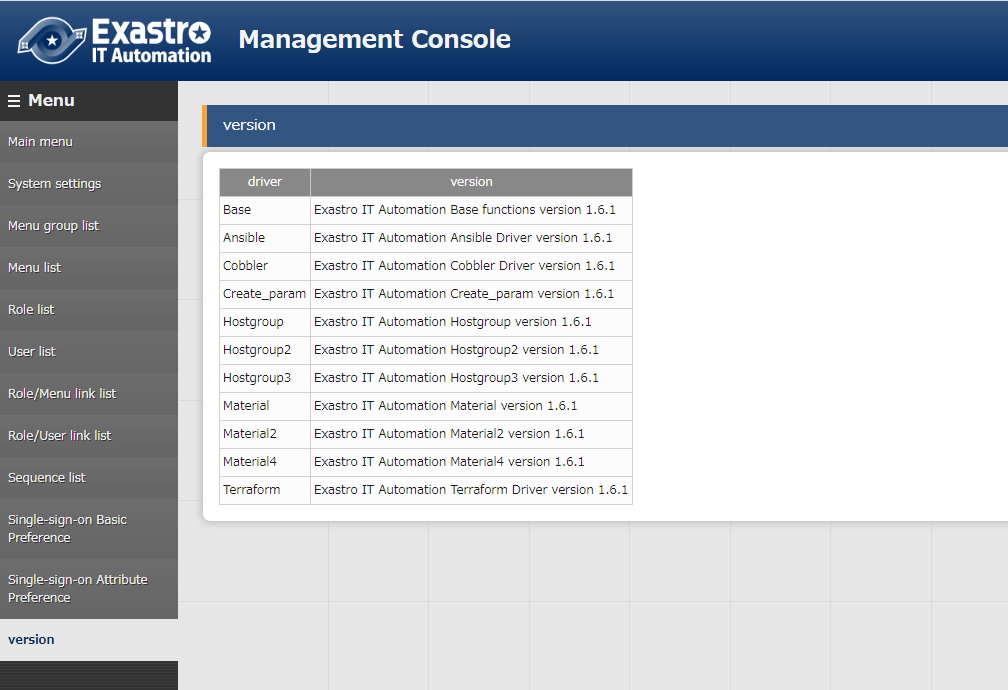 Exastro
IT Automation
Management Console
Menu
Main menu
System settings
Menu group list
Menu list
Role list
User list
Role/Menu link list
Role/User link list
Sequence list
Single-sign-on Basic
Preference
Single-sign-on Attribute
Preference
version
version
driver version
Base Exastro IT Automation Base functions version 1.6.1
Ansible Exastro IT Automation Ansible Driver version 1.6.1
Cobbler Exastro IT Automation Cobbler Driver version 1.6.1
Create_param Exastro IT Automation Create_param version 1.6.1
Hostgroup Exastro IT Automation Hostgroup version 1.6.1
Hostgroup2 Exastro IT Automation Hostgroup2 version 1.6.1
Hostgroup3 Exastro IT Automation Hostgroup3 version 1.6.1
Material Exastro IT Automation Material version 1.6.1
Material2 Exastro IT Automation Material2 version 1.6.1
Material4 Exastro IT Automation Material4 version 1.6.1
Terraform Exastro IT Automation Terraform Driver version 1.6.1